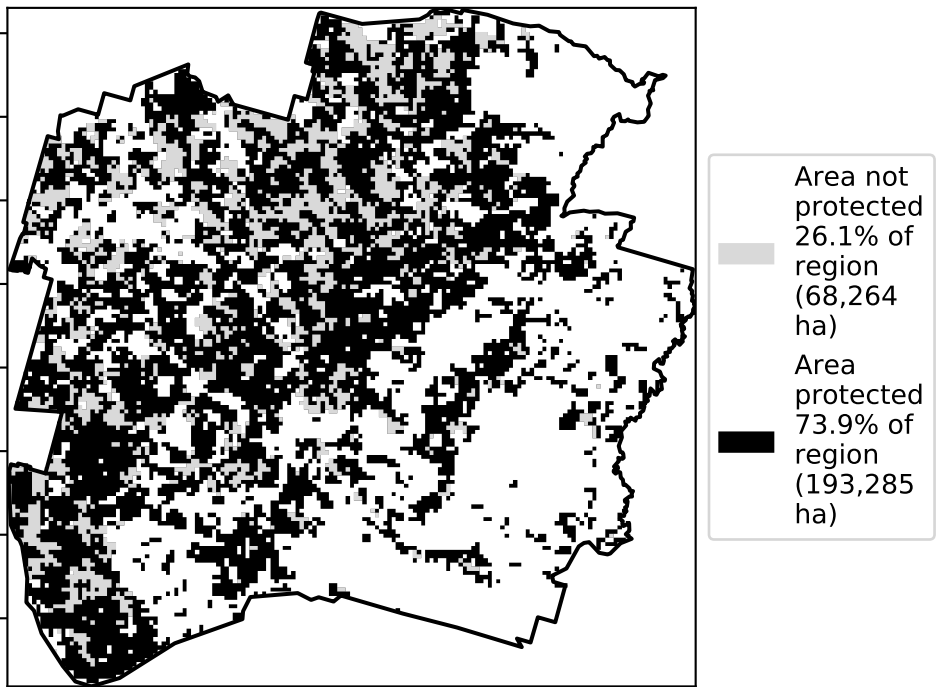 Area not
protected
26.1% of
region
(68,264
ha)
Area
protected
73.9% of
region
(193,285
ha)